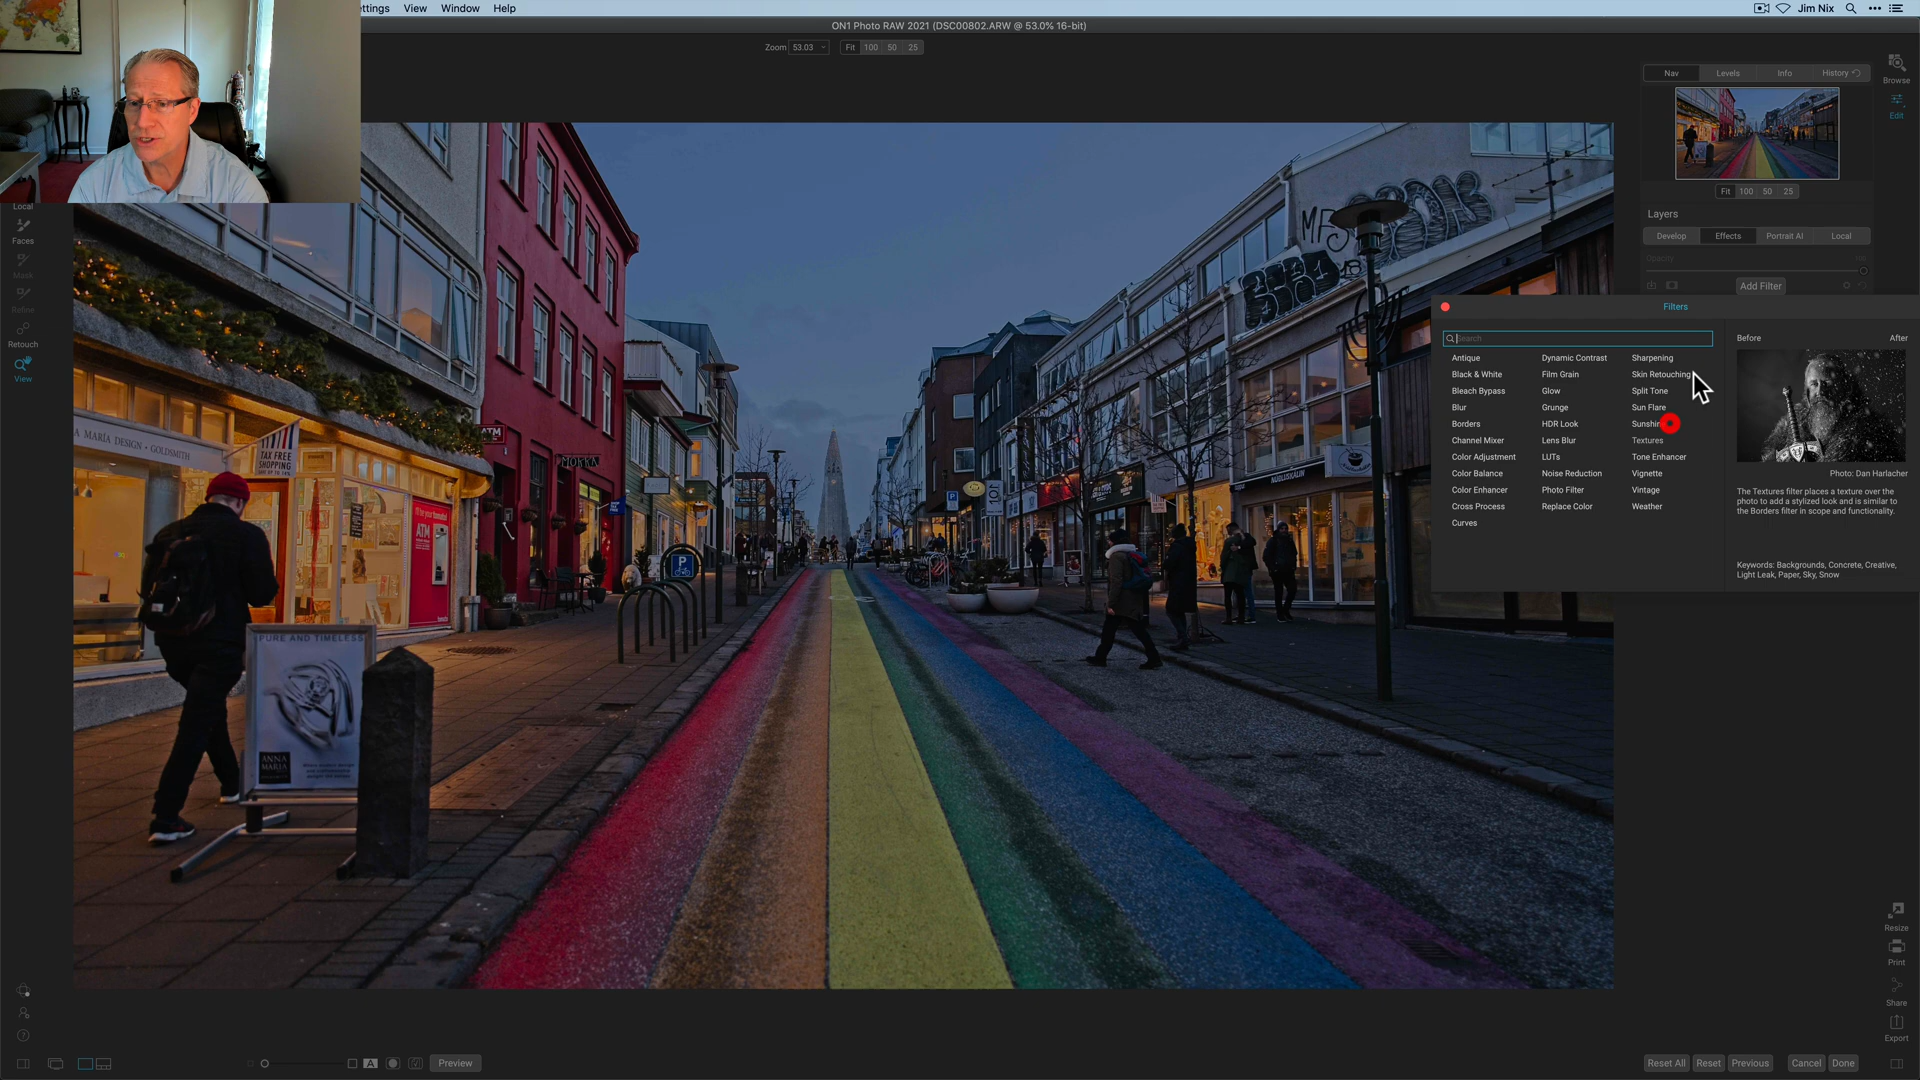 ttings View Window Help
Jim Nix
ON1 Photo RAW 2021 (DSC00802.ARW @ 53.0% 16-bit)
Zoom 53.03 Fit 100 50 25
Nav Levels Info History
Browse
Edit
Fit 100 50 25
Layers
Develop Effects Portrait AI Local
Opacity 100
Add Filter
Local
Faces
Mask
Refine
Retouch
View
Filters
Search
Antique
Black & White
Bleach Bypass
Blur
Borders
Channel Mixer
Color Adjustment
Color Balance
Color Enhancer
Cross Process
Curves
Dynamic Contrast
Film Grain
Glow
Grunge
HDR Look
Lens Blur
LUTs
Noise Reduction
Photo Filter
Replace Color
Sharpening
Skin Retouching
Split Tone
Sun Flare
Sunshin
Textures
Tone Enhancer
Vignette
Vintage
Weather
Before After
Photo: Dan Harlacher
The Textures filter places a texture over the
photo to add a stylized look and is similar to
the Borders filter in scope and functionality.
Keywords: Backgrounds, Concrete, Creative,
Light Leak, Paper, Sky, Snow
A MARÍA DESIGN - GOLDSMITH
TAX FREE
SHOPPING
ATM
MOKKA
ATM
P
P
NÚÐLUSKÁLIN
PURE AND TIMELESS
ANNA
MARIA
DESIGN
Resize
Print
Share
Export
A
Preview
Reset All Reset Previous Cancel Done